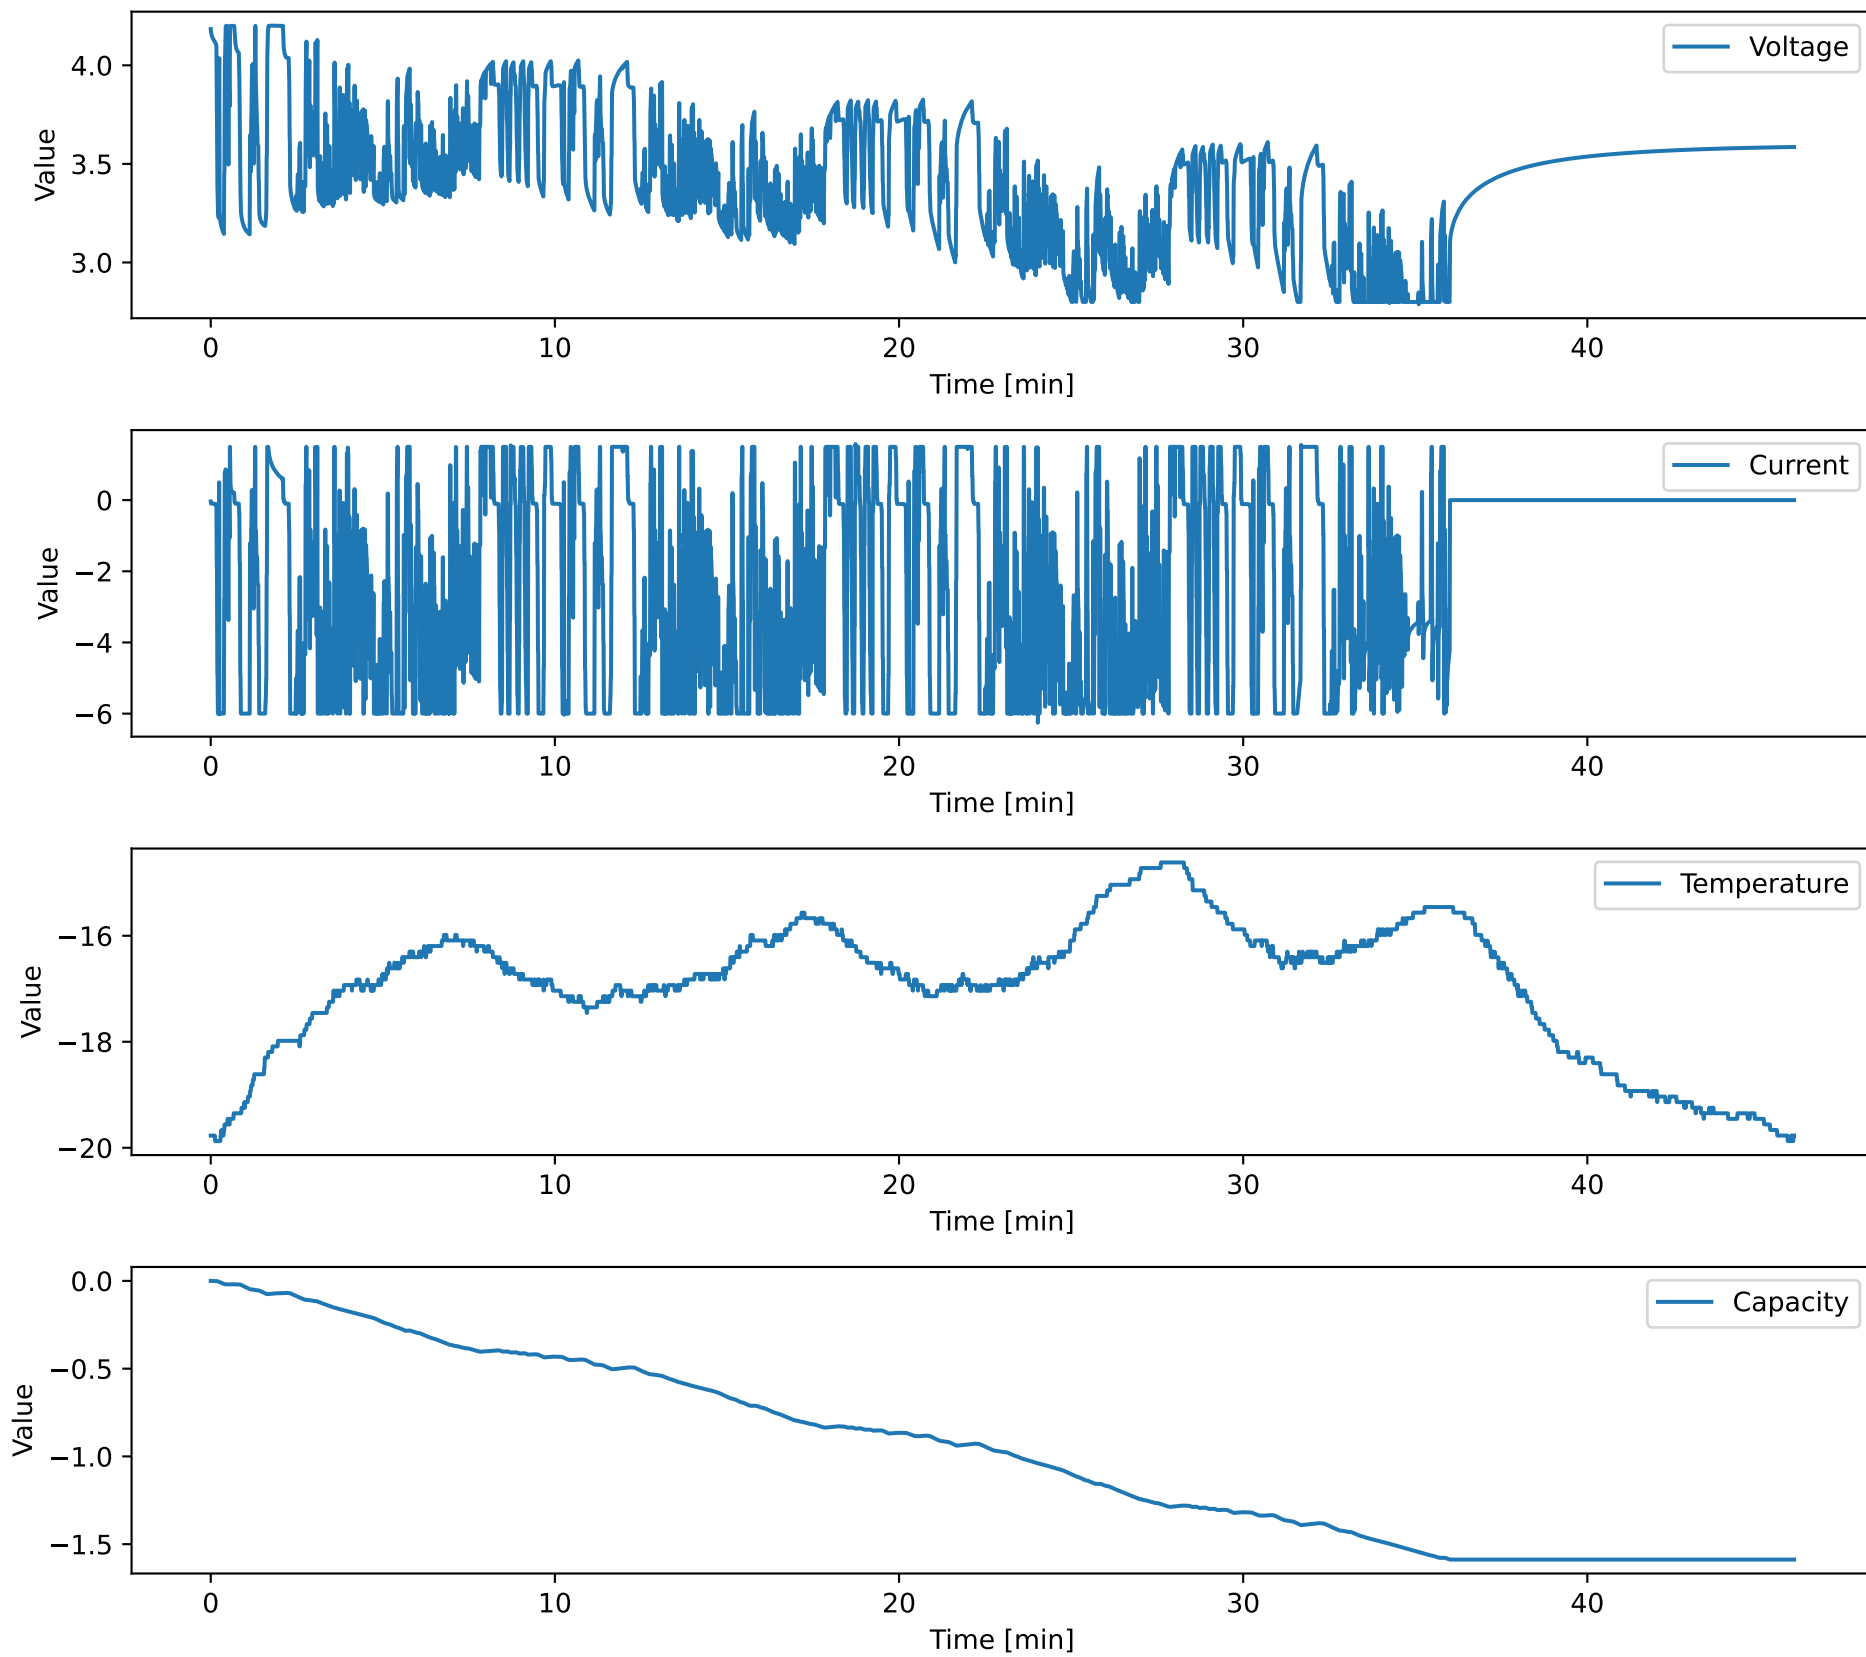 Voltage
4.0
3.5
3.0
Value
0 10 20 30 40
Time [min]
Current
0
−2
−4
−6
Value
0 10 20 30 40
Time [min]
Temperature
−16
−18
−20
Value
0 10 20 30 40
Time [min]
Capacity
0.0
−0.5
−1.0
−1.5
Value
0 10 20 30 40
Time [min]